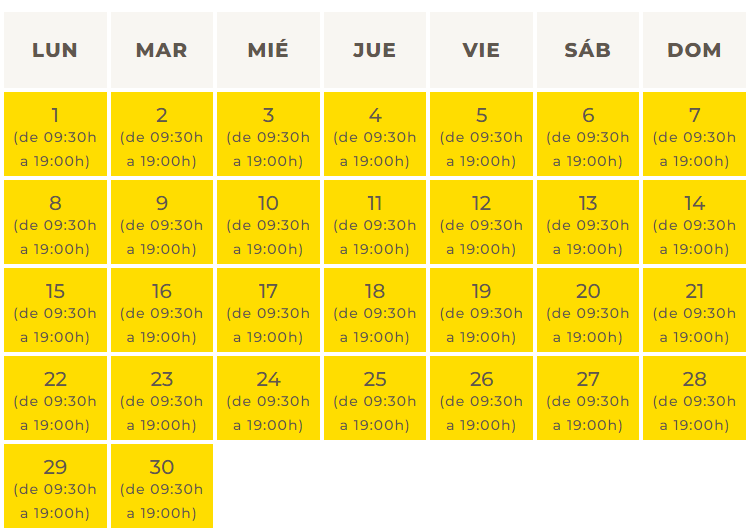 LUN MAR MIÉ JUE VIE SÁB DOM
1 2 3 4 5 6 7
(de 09:30h (de 09:30h (de 09:30h (de 09:30h (de 09:30h (de 09:30h (de 09:30h
a 19:00h) a 19:00h) a 19:00h) a 19:00h) a 19:00h) a 19:00h) a 19:00h)
8 9 10 11 12 13 14
(de 09:30h (de 09:30h (de 09:30h (de 09:30h (de 09:30h (de 09:30h (de 09:30h
a 19:00h) a 19:00h) a 19:00h) a 19:00h) a 19:00h) a 19:00h) a 19:00h)
15 16 17 18 19 20 21
(de 09:30h (de 09:30h (de 09:30h (de 09:30h (de 09:30h (de 09:30h (de 09:30h
a 19:00h) a 19:00h) a 19:00h) a 19:00h) a 19:00h) a 19:00h) a 19:00h)
22 23 24 25 26 27 28
(de 09:30h (de 09:30h (de 09:30h (de 09:30h (de 09:30h (de 09:30h (de 09:30h
a 19:00h) a 19:00h) a 19:00h) a 19:00h) a 19:00h) a 19:00h) a 19:00h)
29 30
(de 09:30h (de 09:30h
a 19:00h) a 19:00h)